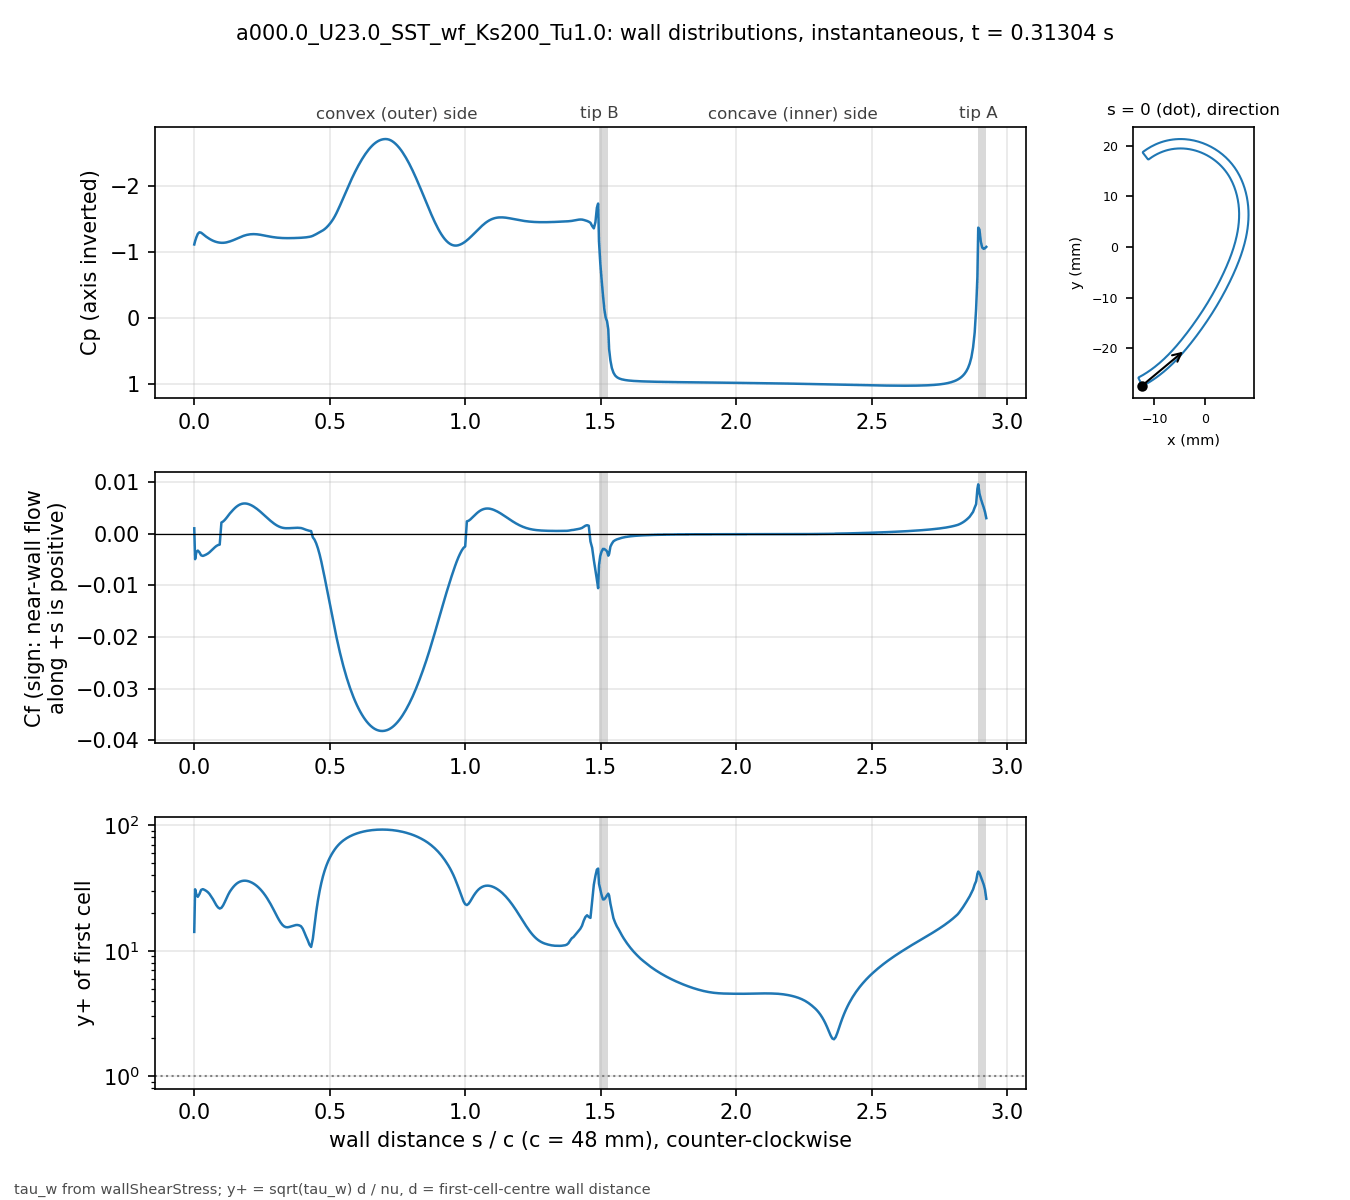 a000.0_U23.0_SST_wf_Ks200_Tu1.0: wall distributions, instantaneous, t = 0.31304 s
convex (outer) side
tip B
concave (inner) side
tip A
Cp (axis inverted)
−2
−1
0
1
0.0 0.5 1.0 1.5 2.0 2.5 3.0
s = 0 (dot), direction
y (mm)
20
10
0
−10
−20
−10 0
x (mm)
Cf (sign: near-wall flow
along +s is positive)
0.01
0.00
−0.01
−0.02
−0.03
−0.04
0.0 0.5 1.0 1.5 2.0 2.5 3.0
y+ of first cell
10²
10¹
10⁰
0.0 0.5 1.0 1.5 2.0 2.5 3.0
wall distance s / c (c = 48 mm), counter-clockwise
tau_w from wallShearStress; y+ = sqrt(tau_w) d / nu, d = first-cell-centre wall distance